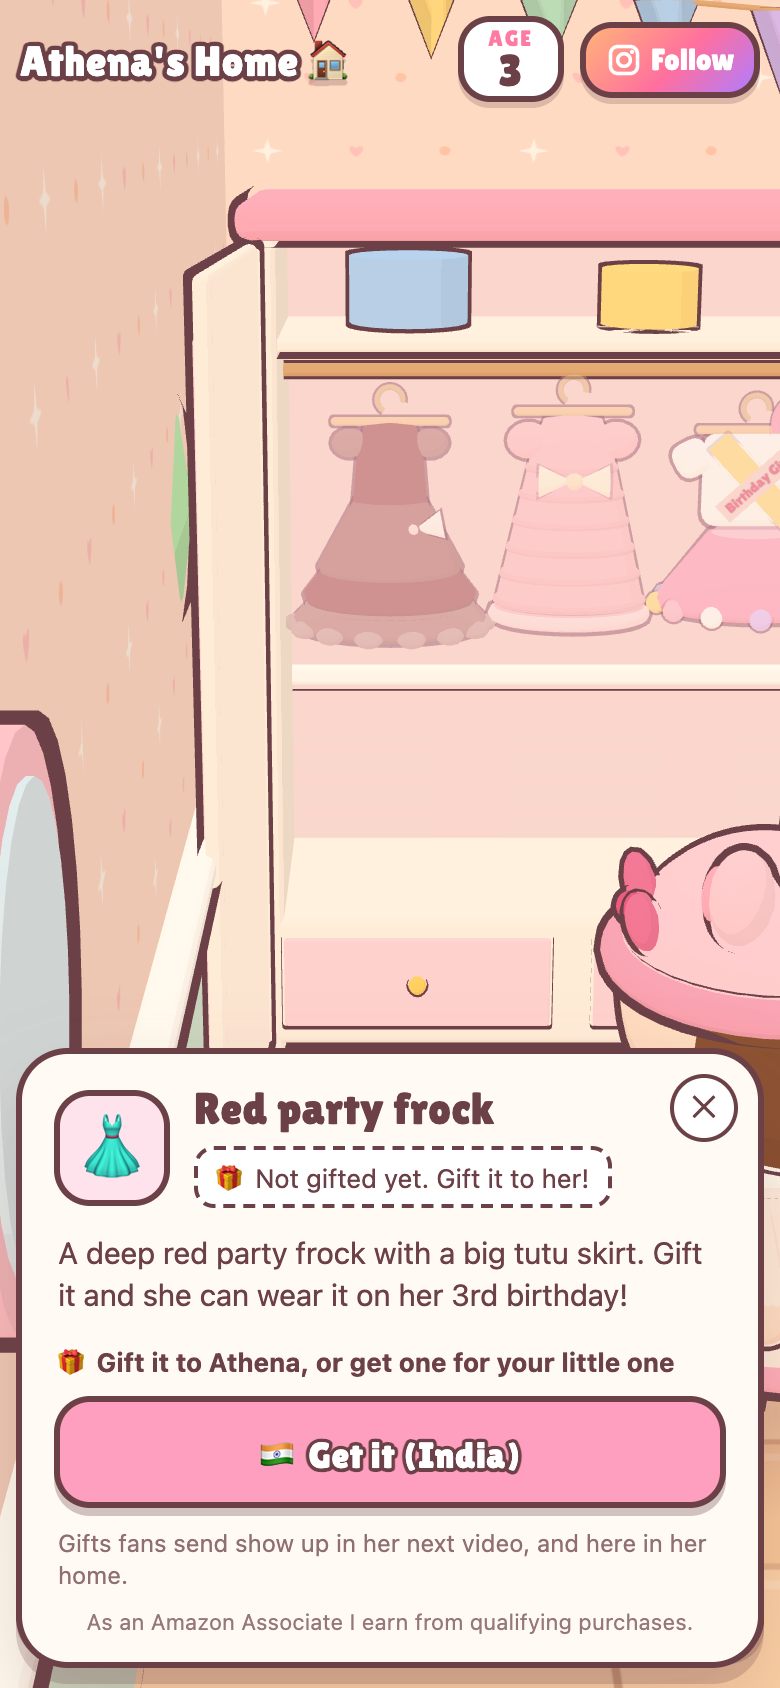 Athena's Home
AGE
3
Follow
Birthday
Red party frock
Not gifted yet. Gift it to her!
A deep red party frock with a big tutu skirt. Gift
it and she can wear it on her 3rd birthday!
Gift it to Athena, or get one for your little one
Get it (India)
Gifts fans send show up in her next video, and here in her
home.
As an Amazon Associate I earn from qualifying purchases.